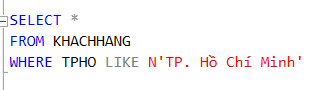 SELECT *
FROM KHACHHANG
WHERE TPHO LIKE N'TP. Hồ Chí Minh'